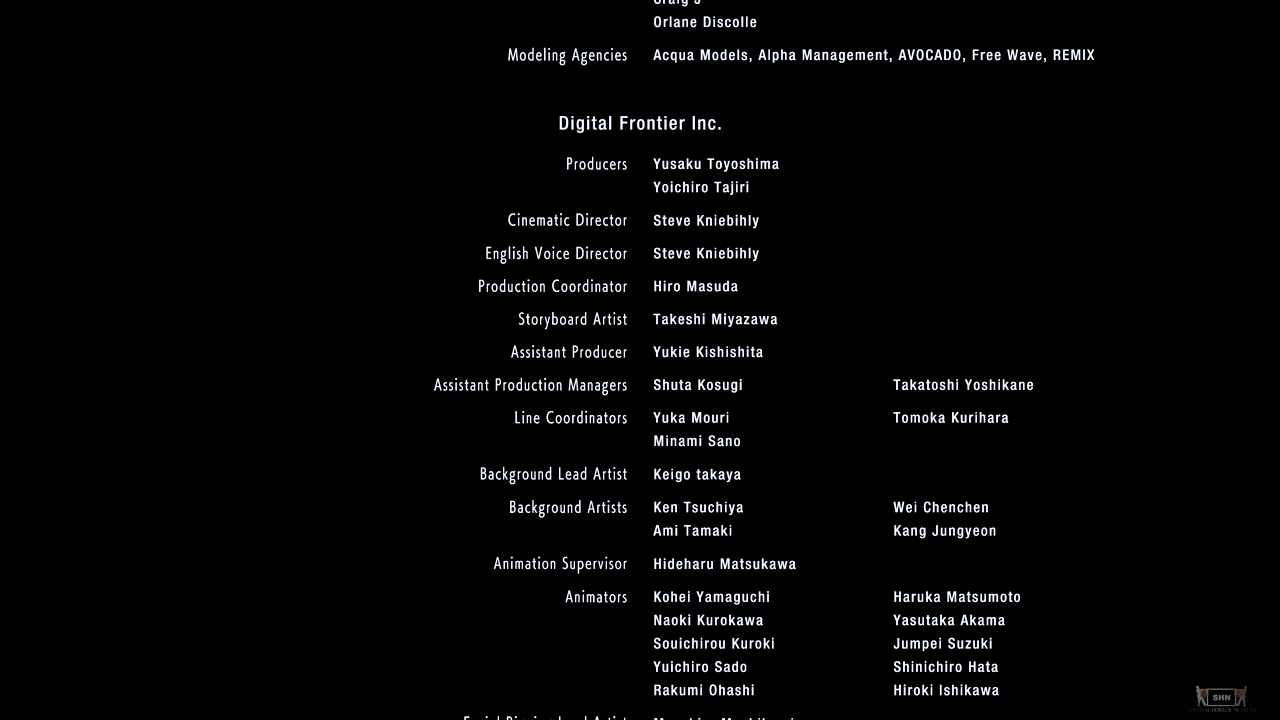 Craig J
Orlane Discolle
Modeling Agencies Acqua Models, Alpha Management, AVOCADO, Free Wave, REMIX
Digital Frontier Inc.
Producers Yusaku Toyoshima
Yoichiro Tajiri
Cinematic Director Steve Kniebihly
English Voice Director Steve Kniebihly
Production Coordinator Hiro Masuda
Storyboard Artist Takeshi Miyazawa
Assistant Producer Yukie Kishishita
Assistant Production Managers Shuta Kosugi Takatoshi Yoshikane
Line Coordinators Yuka Mouri Tomoka Kurihara
Minami Sano
Background Lead Artist Keigo takaya
Background Artists Ken Tsuchiya Wei Chenchen
Ami Tamaki Kang Jungyeon
Animation Supervisor Hideharu Matsukawa
Animators Kohei Yamaguchi Haruka Matsumoto
Naoki Kurokawa Yasutaka Akama
Souichirou Kuroki Jumpei Suzuki
Yuichiro Sado Shinichiro Hata
Rakumi Ohashi Hiroki Ishikawa
SHN
SURVIVAL HORROR NETWORK